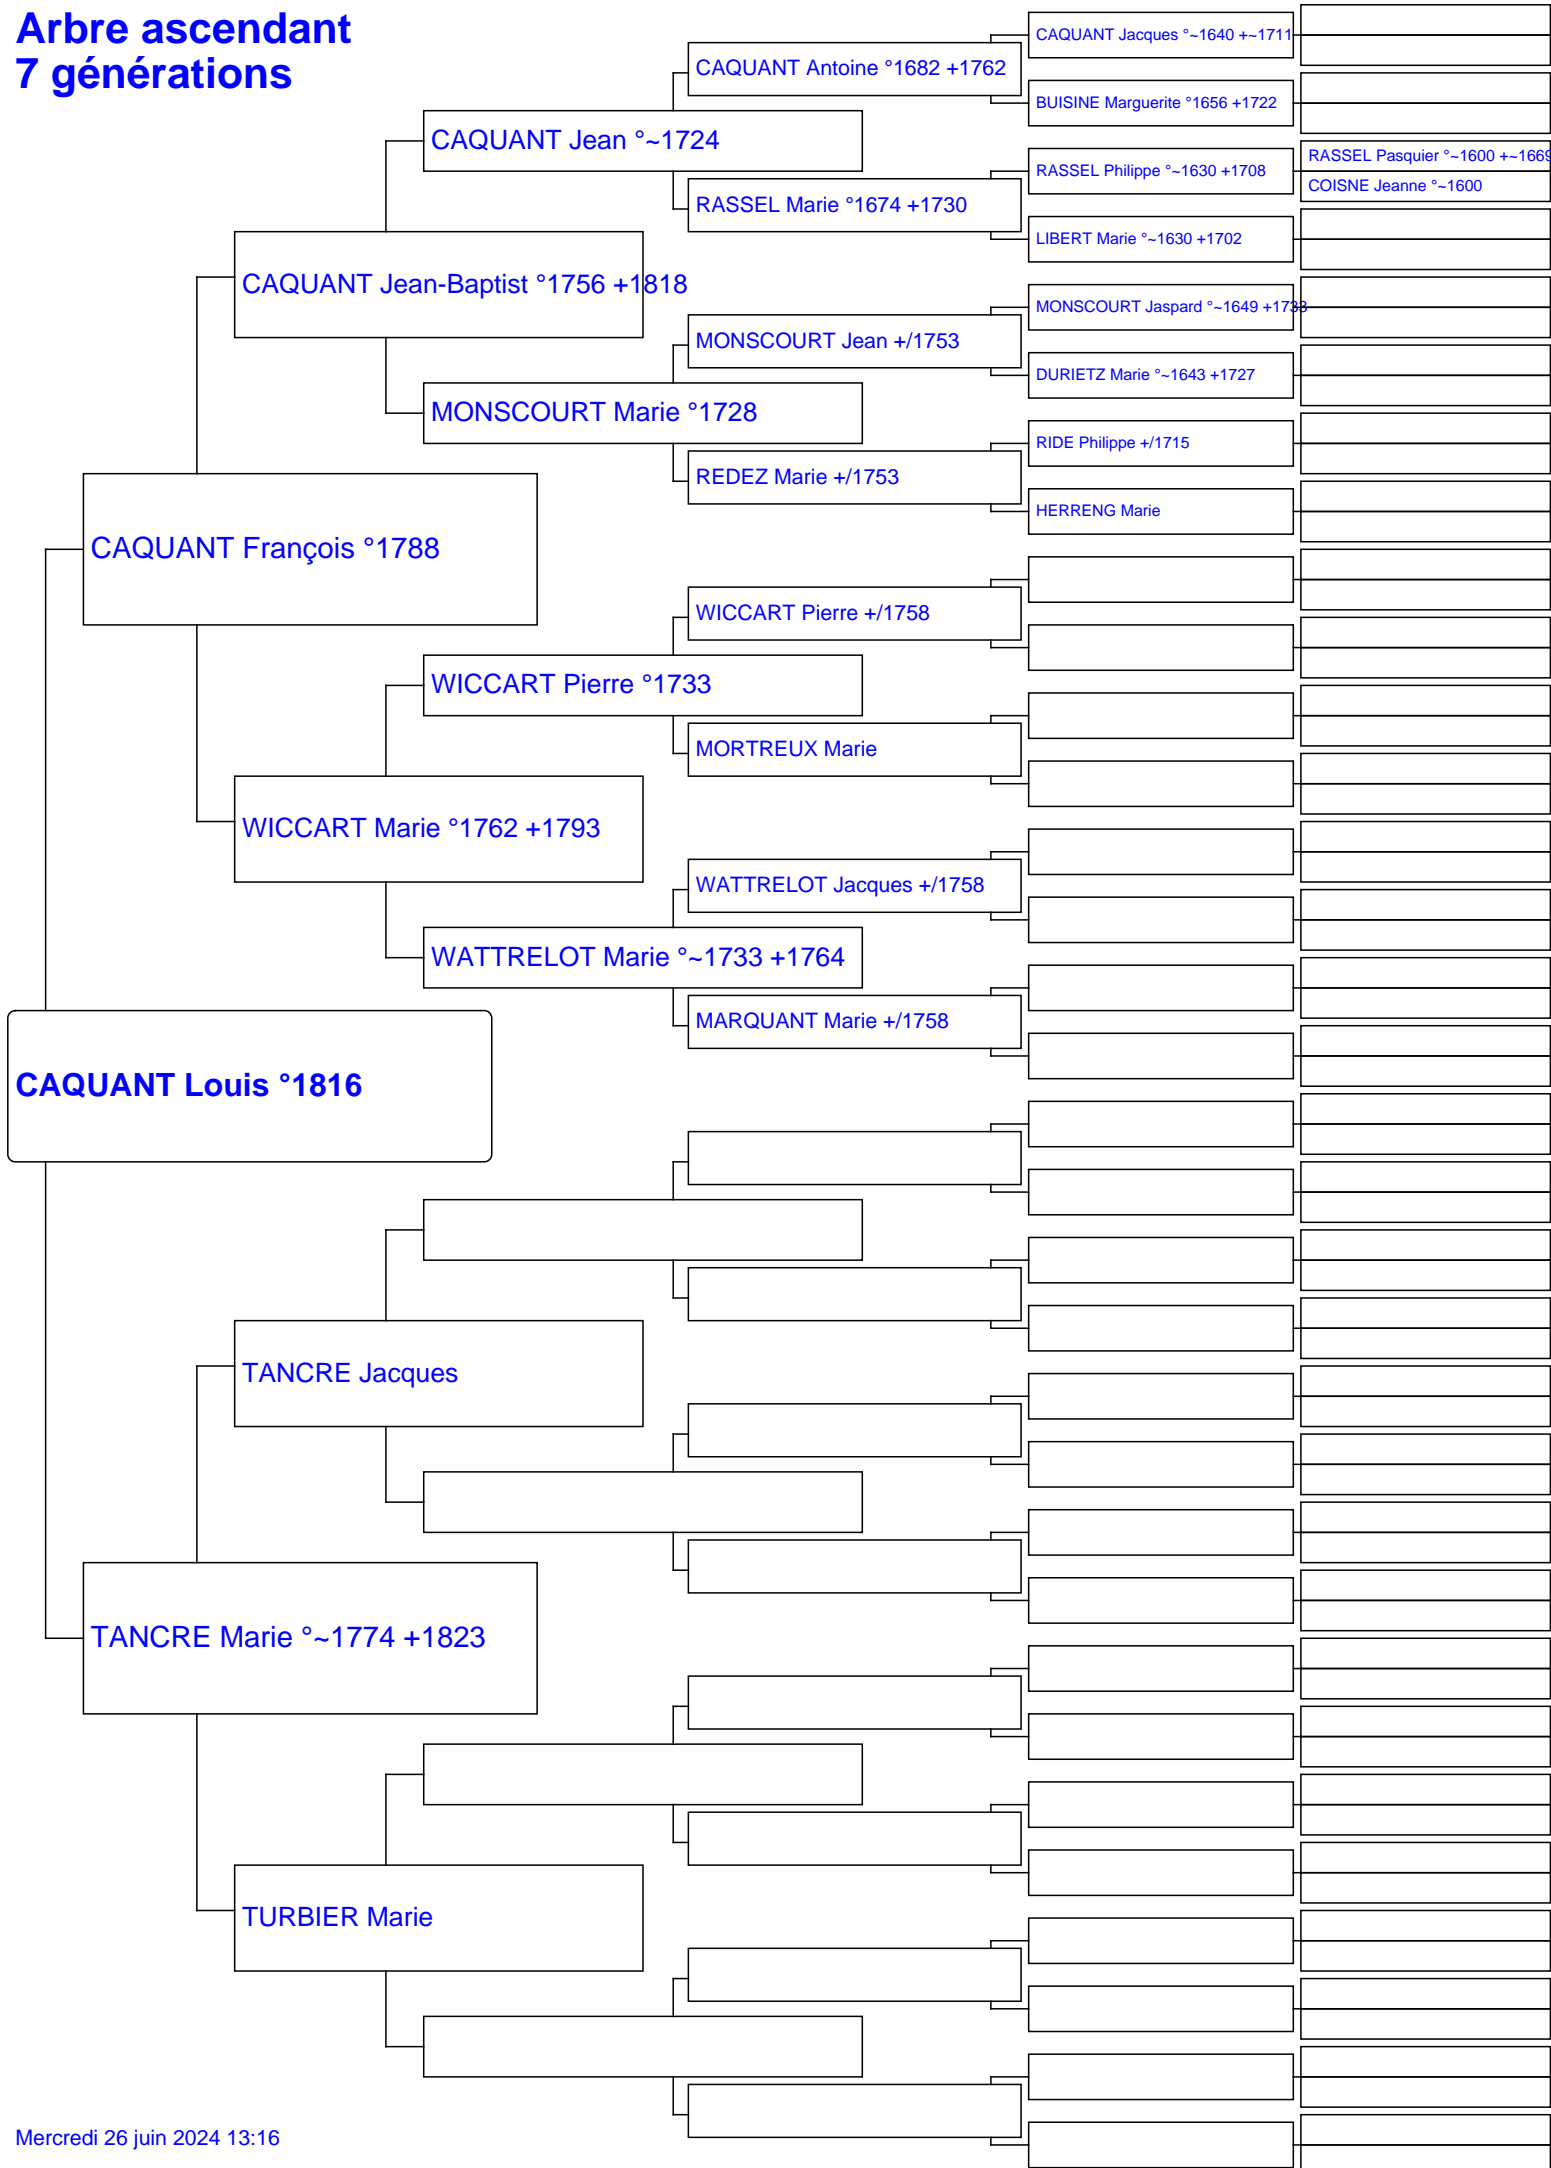 Arbre ascendant
7 générations
CAQUANT Jacques °~1640 +~1711
CAQUANT Antoine °1682 +1762
BUISINE Marguerite °1656 +1722
CAQUANT Jean °~1724
RASSEL Pasquier °~1600 +~1669
RASSEL Philippe °~1630 +1708
COISNE Jeanne °~1600
RASSEL Marie °1674 +1730
LIBERT Marie °~1630 +1702
CAQUANT Jean-Baptist °1756 +1818
MONSCOURT Jaspard °~1649 +1733
MONSCOURT Jean +/1753
DURIETZ Marie °~1643 +1727
MONSCOURT Marie °1728
RIDE Philippe +/1715
REDEZ Marie +/1753
HERRENG Marie
CAQUANT François °1788
WICCART Pierre +/1758
WICCART Pierre °1733
MORTREUX Marie
WICCART Marie °1762 +1793
WATTRELOT Jacques +/1758
WATTRELOT Marie °~1733 +1764
MARQUANT Marie +/1758
CAQUANT Louis °1816
TANCRE Jacques
TANCRE Marie °~1774 +1823
TURBIER Marie
Mercredi 26 juin 2024 13:16